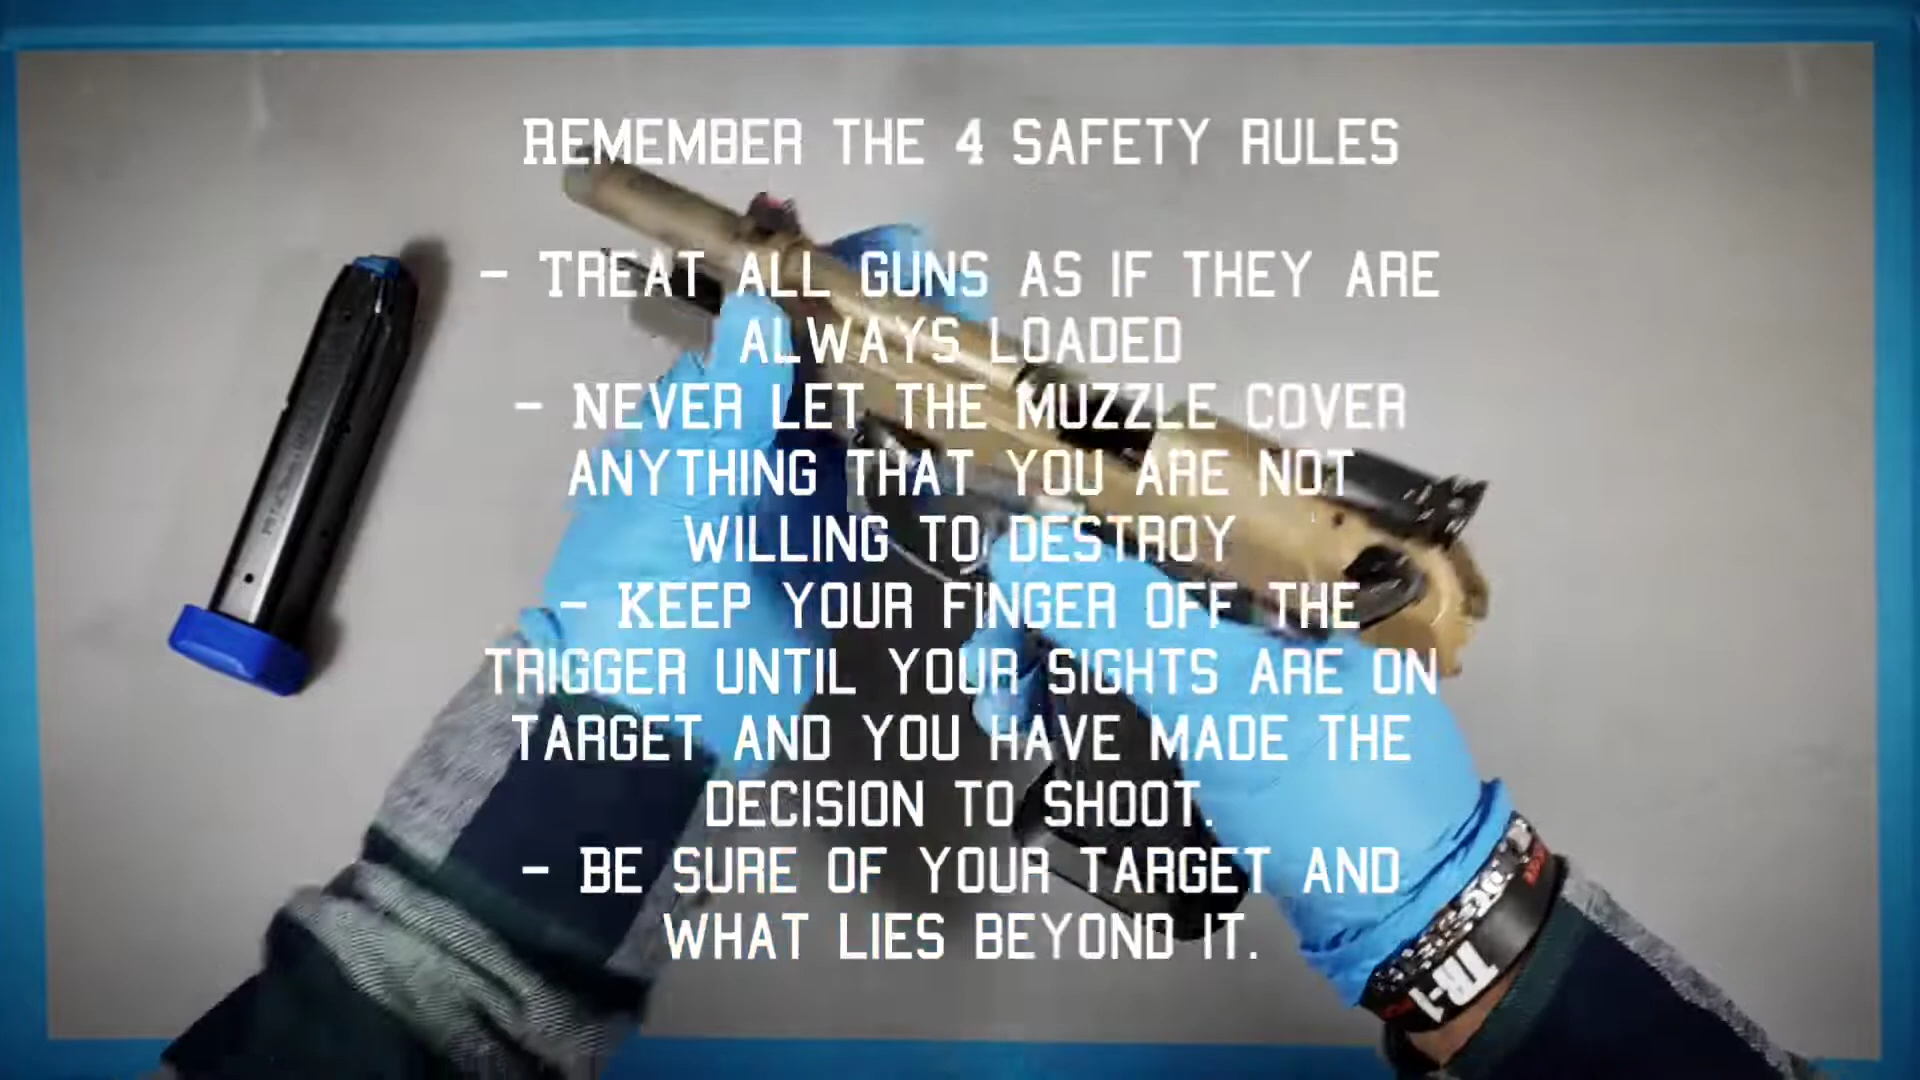 REMEMBER THE 4 SAFETY RULES
- TREAT ALL GUNS AS IF THEY ARE
ALWAYS LOADED
- NEVER LET THE MUZZLE COVER
ANYTHING THAT YOU ARE NOT
WILLING TO DESTROY
- KEEP YOUR FINGER OFF THE
TRIGGER UNTIL YOUR SIGHTS ARE ON
TARGET AND YOU HAVE MADE THE
DECISION TO SHOOT.
- BE SURE OF YOUR TARGET AND
WHAT LIES BEYOND IT.
TR-1